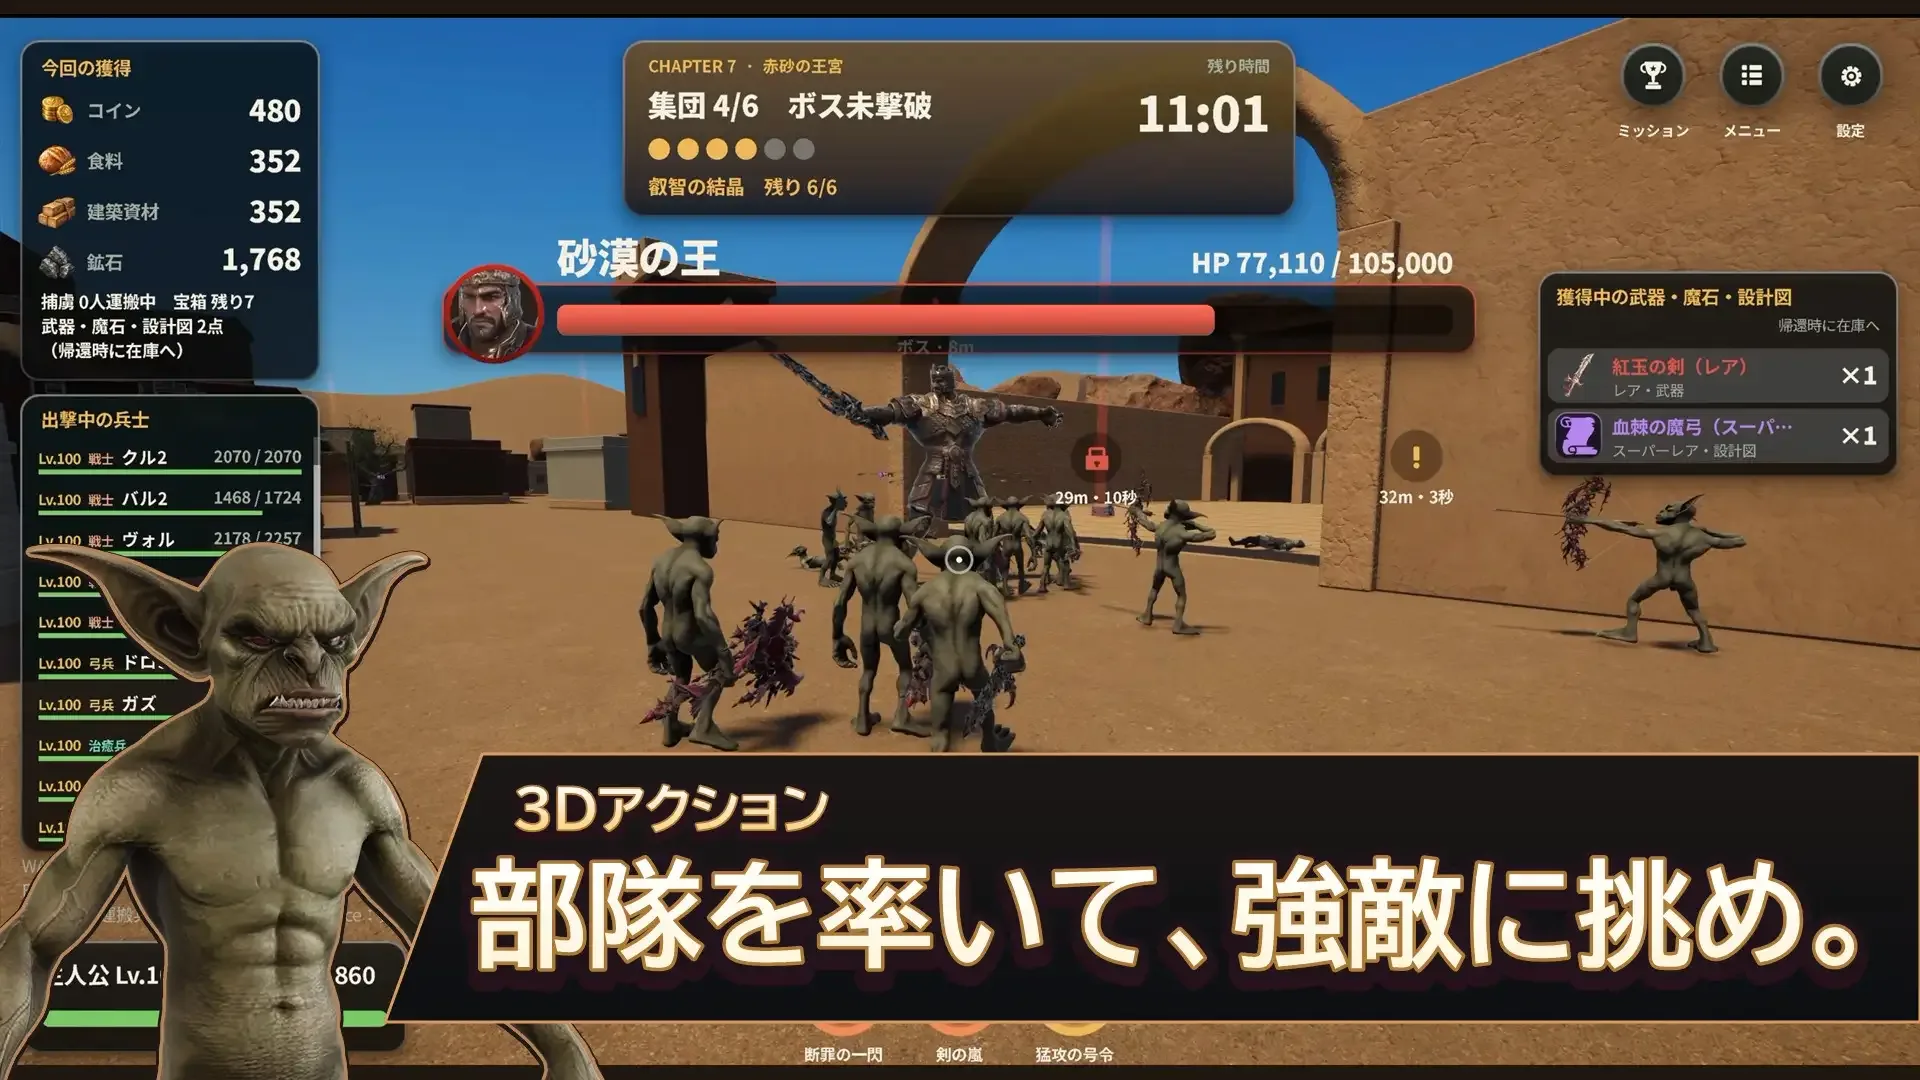 今回の獲得
コイン 480
食料 352
建築資材 352
鉱石 1,768
捕虜 0人運搬中　宝箱 残り7
武器・魔石・設計図 2点
（帰還時に在庫へ）
出撃中の兵士
Lv.100 戦士 クル2 2070 / 2070
Lv.100 戦士 バル2 1468 / 1724
Lv.100 戦士 ヴォル 2178 / 2257
Lv.100
Lv.100 戦士
Lv.100 弓兵 ドロ
Lv.100 弓兵 ガズ
Lv.100 治癒兵
Lv.100
Lv.1
CHAPTER 7 · 赤砂の王宮
残り時間
集団 4/6　ボス未撃破
11:01
叡智の結晶　残り 6/6
砂漠の王
HP 77,110 / 105,000
ボス・8m
29m・10秒
32m・3秒
ミッション
メニュー
設定
獲得中の武器・魔石・設計図
帰還時に在庫へ
紅玉の剣（レア）
レア・武器
×1
血棘の魔弓（スーパ…
スーパーレア・設計図
×1
3Dアクション
部隊を率いて、強敵に挑め。
人公 Lv.1
860
断罪の一閃
剣の嵐
猛攻の号令